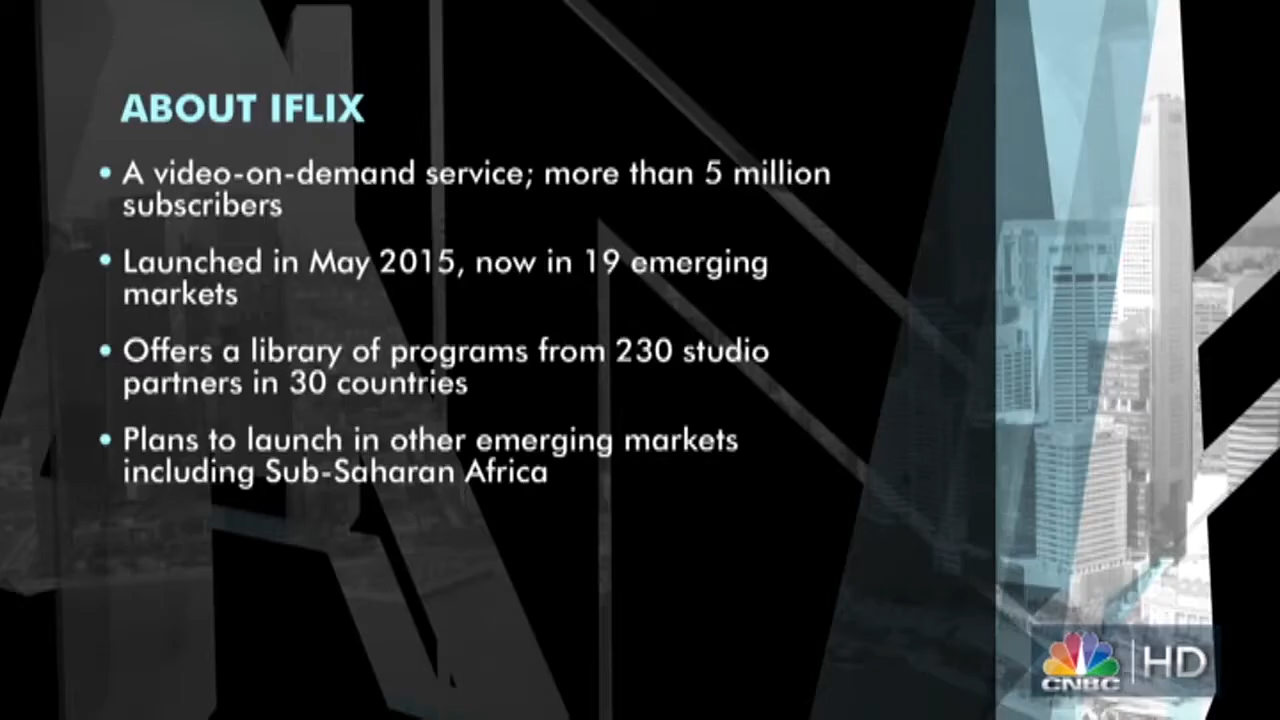 ABOUT IFLIX
• A video-on-demand service; more than 5 million
subscribers
• Launched in May 2015, now in 19 emerging
markets
• Offers a library of programs from 230 studio
partners in 30 countries
• Plans to launch in other emerging markets
including Sub-Saharan Africa
CNBC | HD